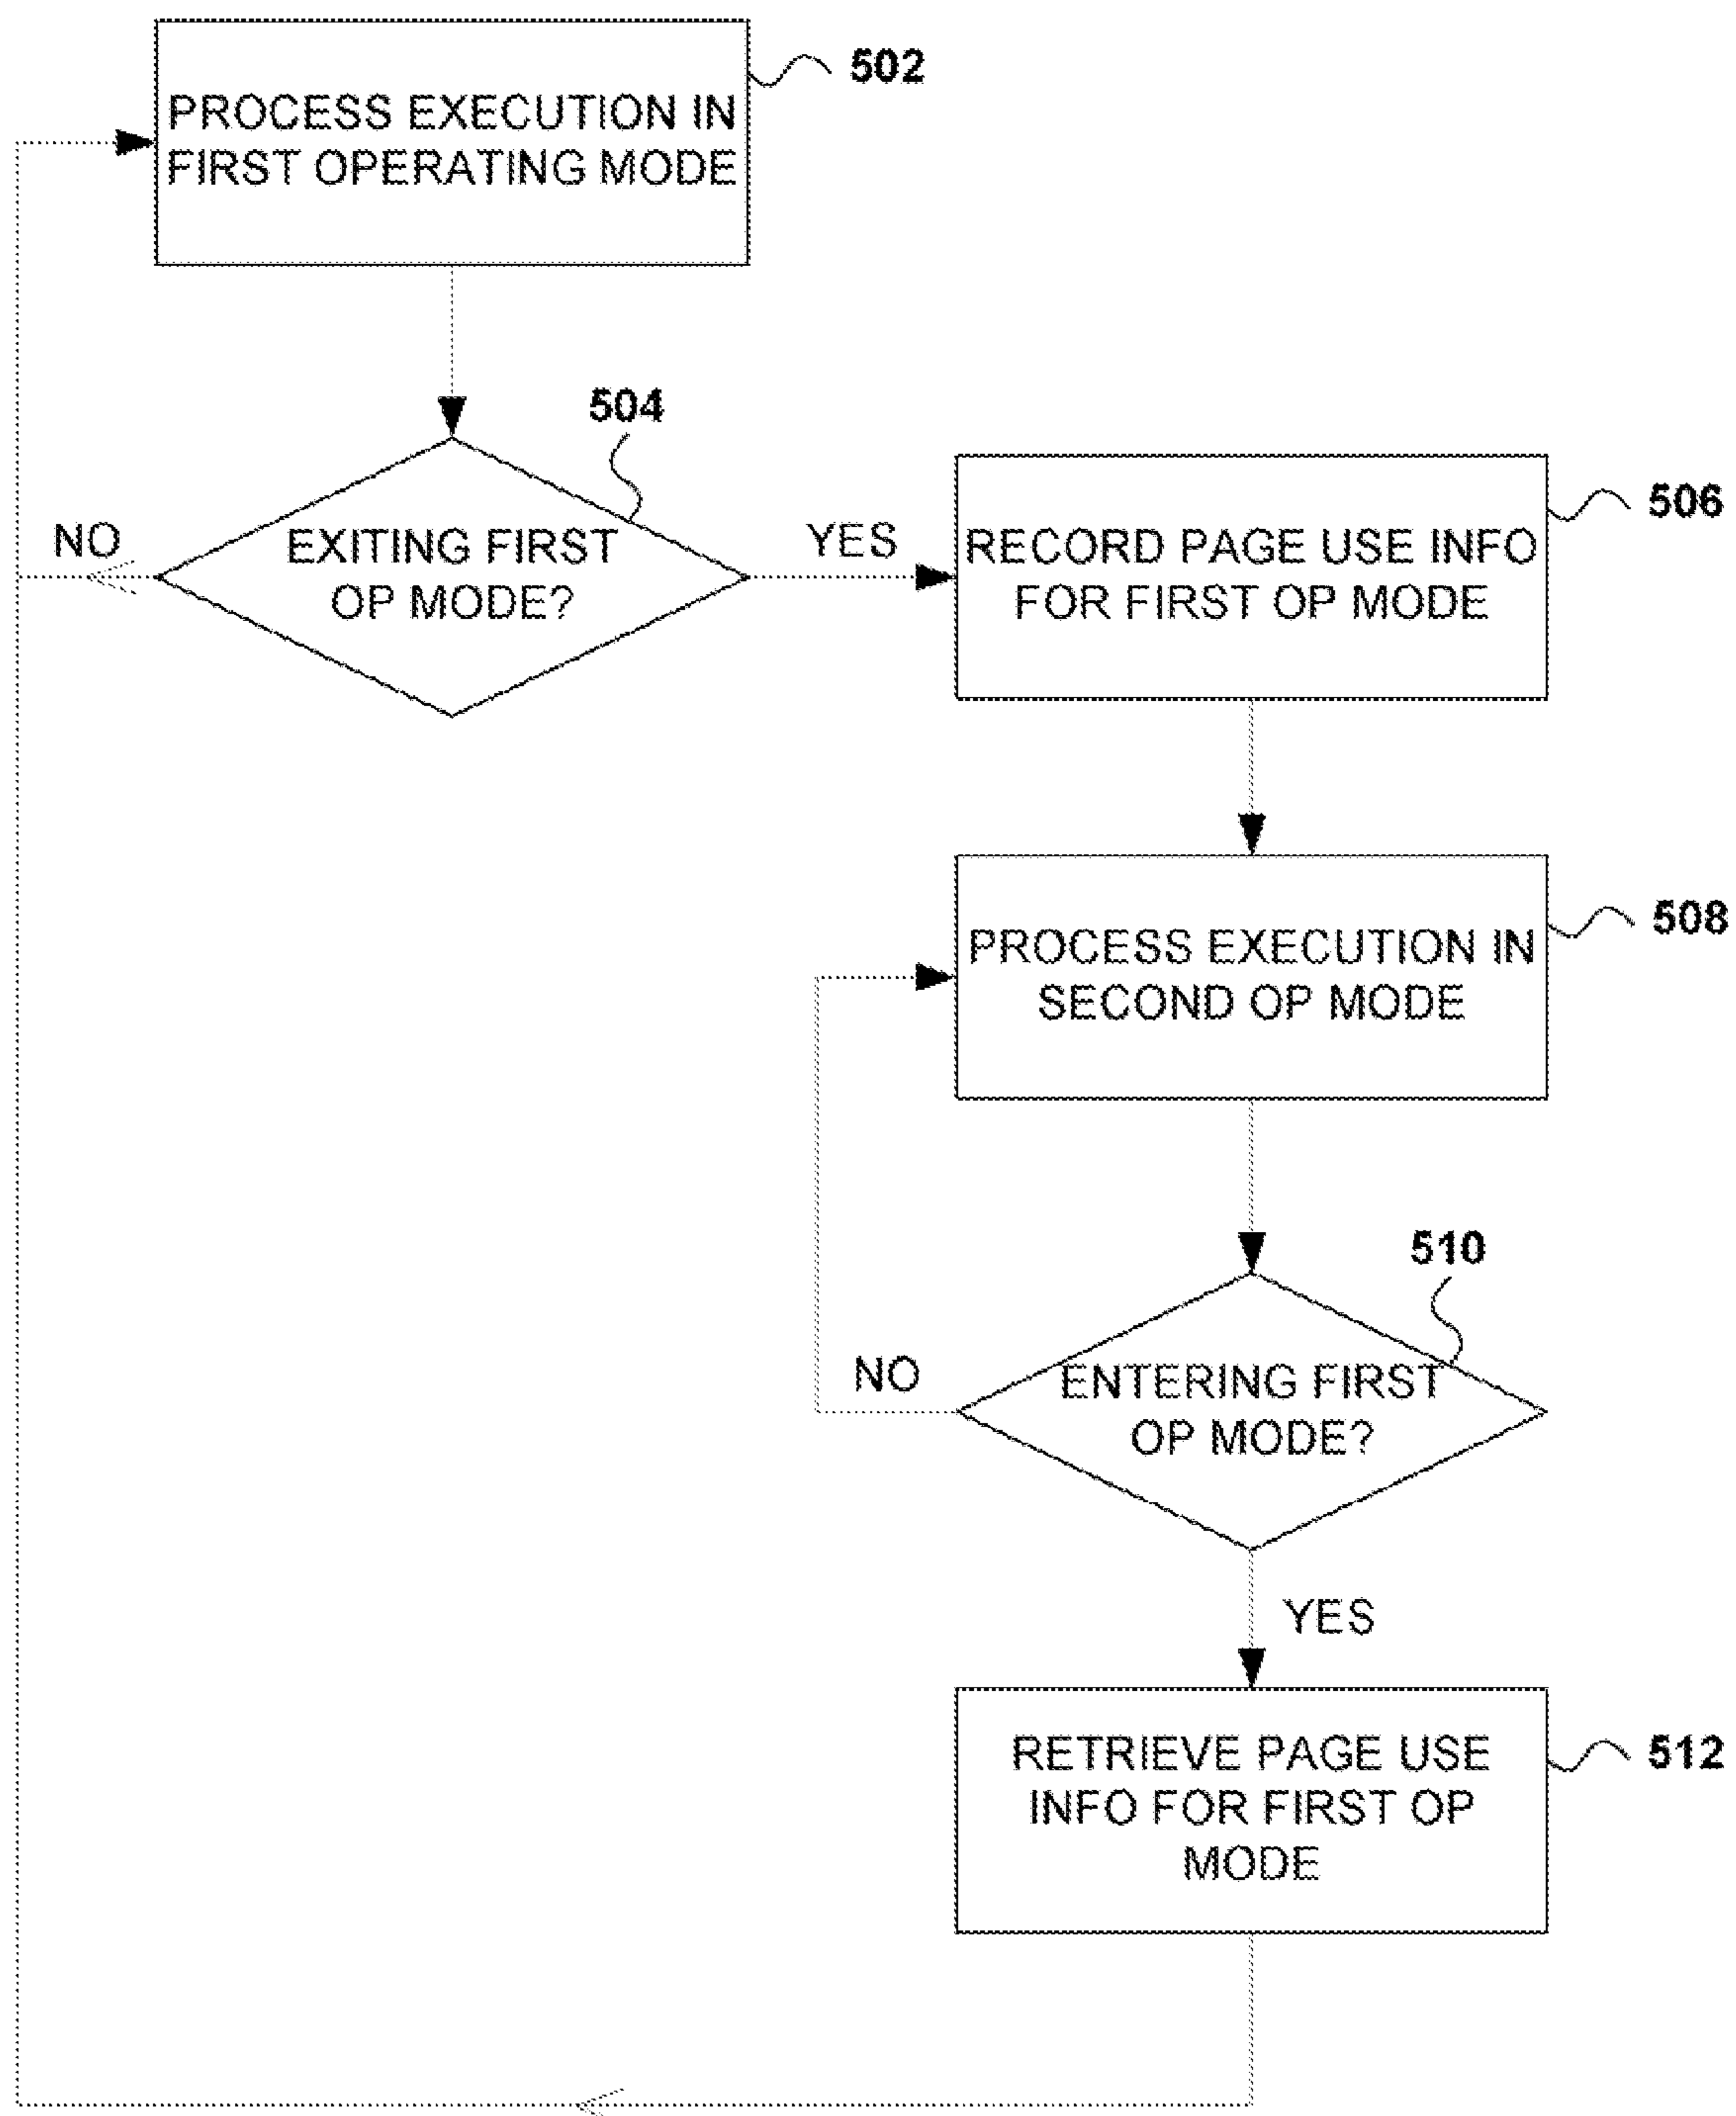 502
PROCESS EXECUTION IN
FIRST OPERATING MODE
504
NO
EXITING FIRST
OP MODE?
YES
506
RECORD PAGE USE INFO
FOR FIRST OP MODE
508
PROCESS EXECUTION IN
SECOND OP MODE
510
NO
ENTERING FIRST
OP MODE?
YES
512
RETRIEVE PAGE USE
INFO FOR FIRST OP
MODE